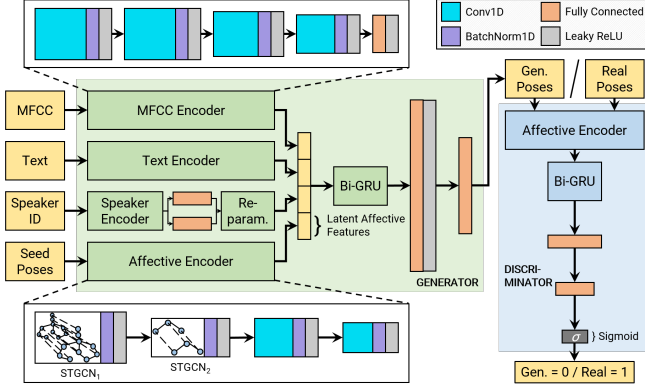 Conv1D
Fully Connected
BatchNorm1D
Leaky ReLU
MFCC
MFCC Encoder
Text
Text Encoder
Speaker
ID
Speaker
Encoder
Re-
param.
Seed
Poses
Affective Encoder
Bi-GRU
} Latent Affective
Features
GENERATOR
Gen.
Poses
/
Real
Poses
Affective Encoder
Bi-GRU
DISCRI-
MINATOR
σ } Sigmoid
Gen. = 0 / Real = 1
STGCN1
STGCN2